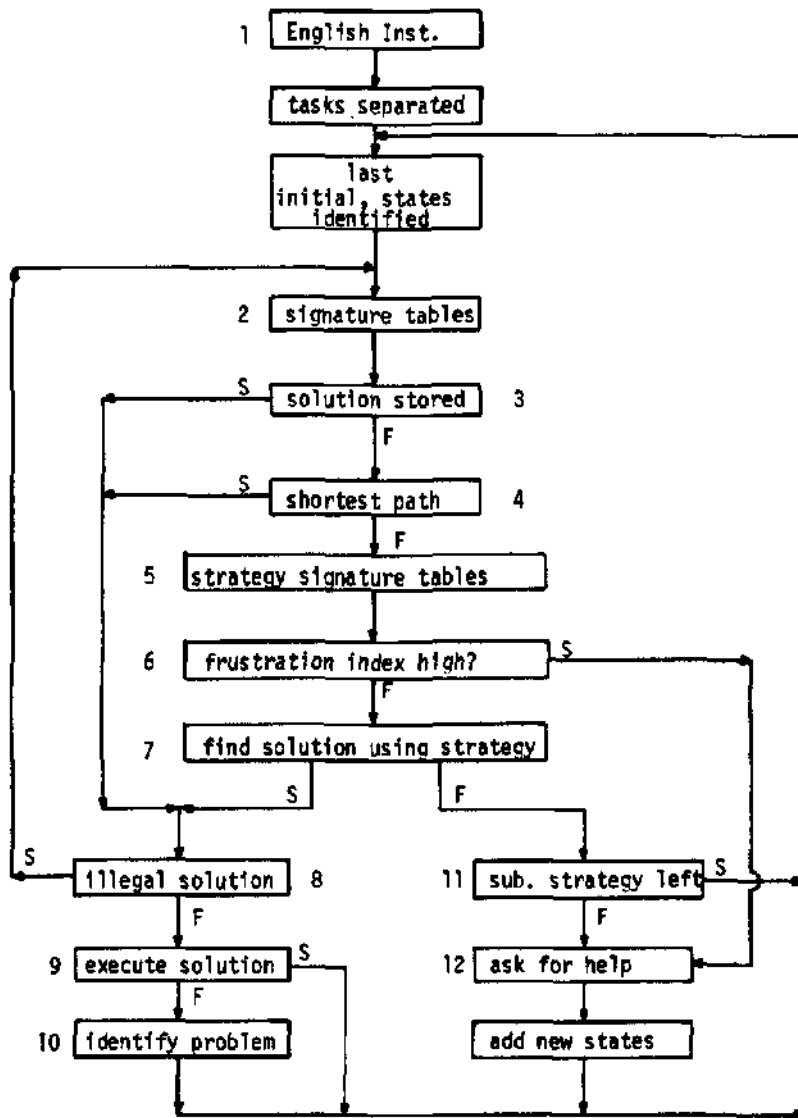 1 English Inst.
tasks separated
last
initial, states
identified
2 signature tables
S
solution stored 3
F
S
shortest path 4
F
5 strategy signature tables
6 frustration index high? S
F
7 find solution using strategy
S F
S
illegal solution 8
11 sub. strategy left S
F F
9 execute solution S
12 ask for help
F
10 identify problem
add new states